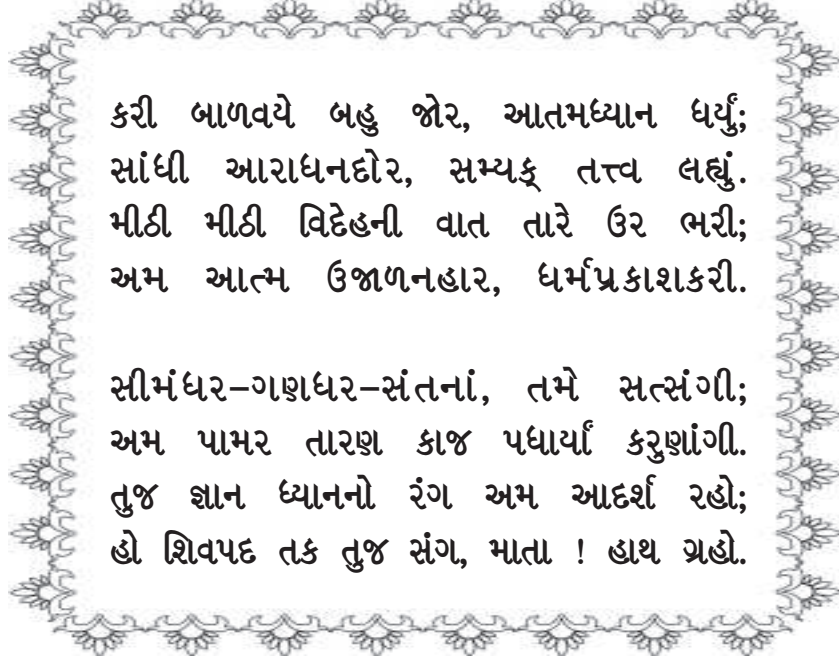 કરી બાળવયે બહુ જોર, આતમધ્યાન ધર્યું;
સાંધી આરાધનદોર, સમ્યક્ તત્ત્વ લહ્યું.
મીઠી મીઠી વિદેહની વાત તારે ઉર ભરી;
અમ આત્મ ઉજાળનહાર, ધર્મપ્રકાશકરી.
સીમંધર–ગણધર–સંતનાં, તમે સત્સંગી;
અમ પામર તારણ કાજ પધાર્યાં કરુણાંગી.
તુજ જ્ઞાન ધ્યાનનો રંગ અમ આદર્શ રહો;
હો શિવપદ તક તુજ સંગ, માતા ! હાથ ગ્રહો.